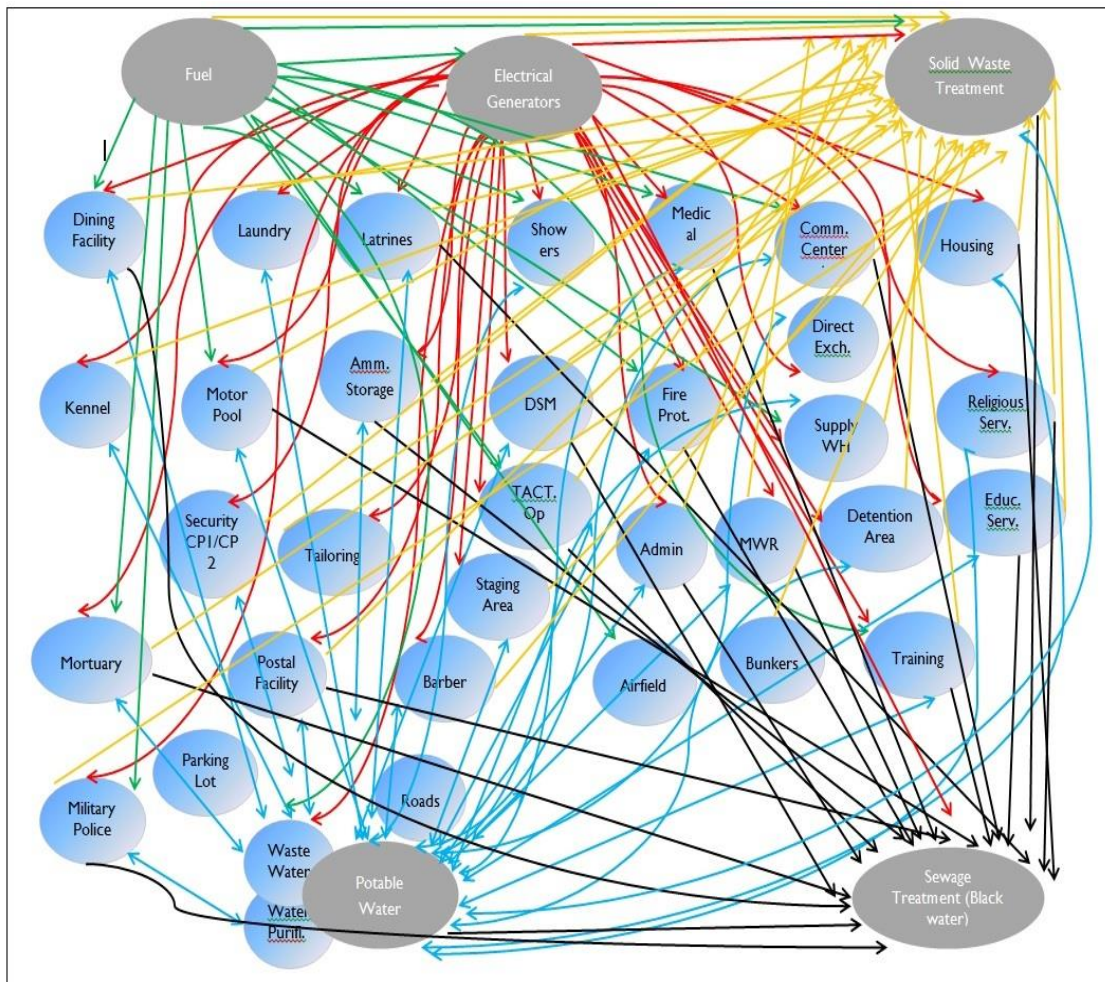 Fuel
Electrical
Generators
Solid Waste
Treatment
Dining
Facility
Laundry
Latrines
Show
ers
Medic
al
Comm.
Center
Housing
Direct
Exch.
Kennel
Motor
Pool
Amm.
Storage
DSM
Fire
Prot.
Supply
WH
Religious
Serv.
Security
CP1/CP
2
Tailoring
TACT.
Op
Staging
Area
Admin
MWR
Detention
Area
Educ.
Serv.
Mortuary
Postal
Facility
Barber
Airfield
Bunkers
Training
Parking
Lot
Military
Police
Roads
Waste
Water
Water
Purifi.
Potable
Water
Sewage
Treatment (Black
water)